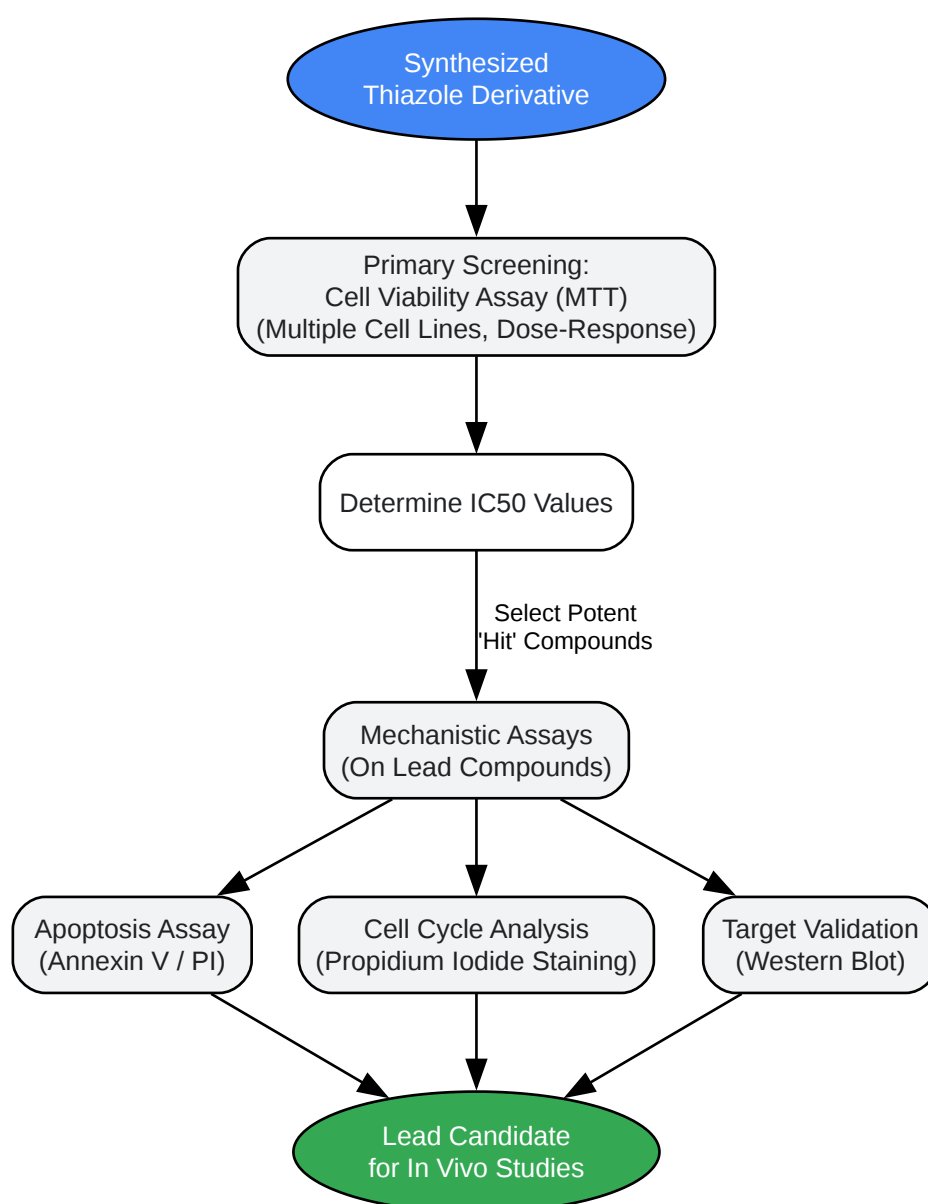 Synthesized
Thiazole Derivative
Primary Screening:
Cell Viability Assay (MTT)
(Multiple Cell Lines, Dose-Response)
Determine IC50 Values
Select Potent
'Hit' Compounds
Mechanistic Assays
(On Lead Compounds)
Apoptosis Assay
(Annexin V / PI)
Cell Cycle Analysis
(Propidium Iodide Staining)
Target Validation
(Western Blot)
Lead Candidate
for In Vivo Studies